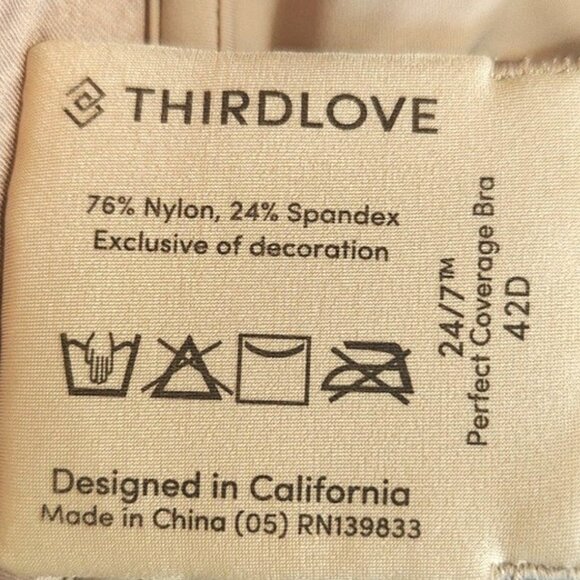 THIRDLOVE
76% Nylon, 24% Spandex
Exclusive of decoration
Designed in California
Made in China (05) RN139833
24/7™
Perfect Coverage Bra
42D